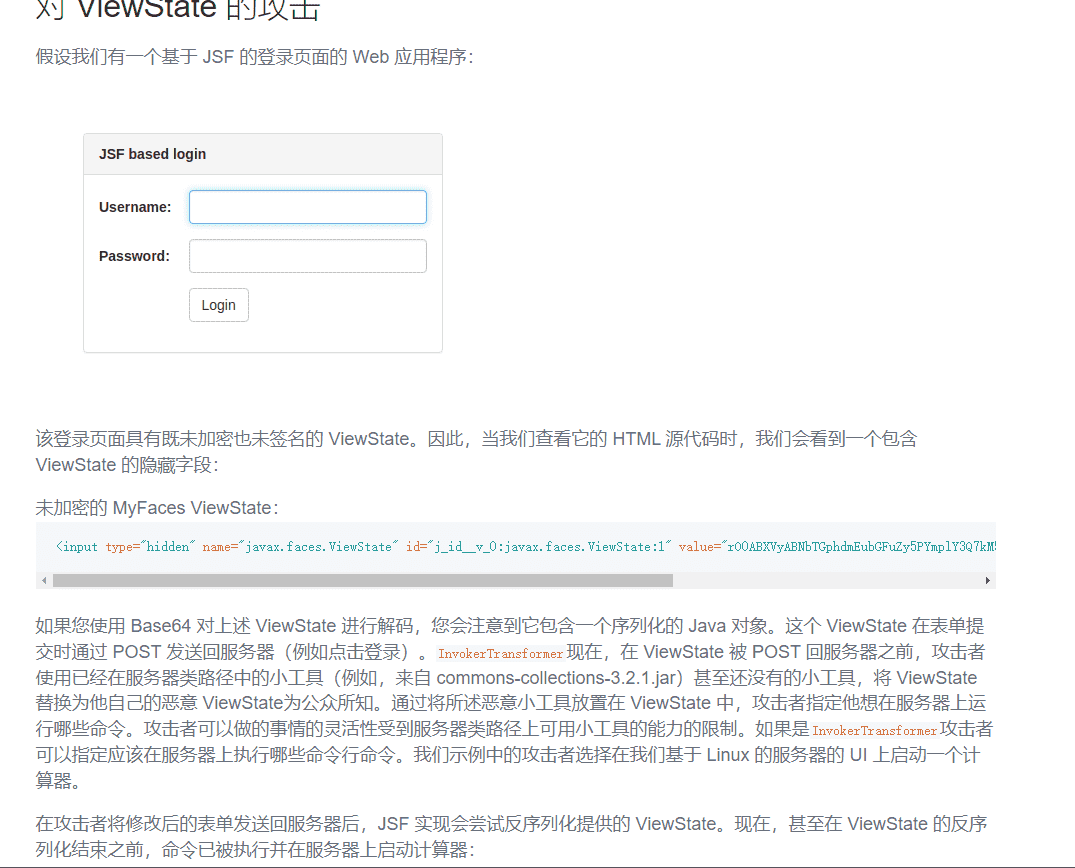 对 ViewState 的攻击
假设我们有一个基于 JSF 的登录页面的 Web 应用程序：
JSF based login
Username:
Password:
Login
该登录页面具有既未加密也未签名的 ViewState。因此，当我们查看它的 HTML 源代码时，我们会看到一个包含
ViewState 的隐藏字段：
未加密的 MyFaces ViewState：
<input type="hidden" name="javax.faces.ViewState" id="j_id__v_0:javax.faces.ViewState:1" value="rO0ABXVyABNbTGphdmEubGFuZy5PYmplY3Q7kM5
如果您使用 Base64 对上述 ViewState 进行解码，您会注意到它包含一个序列化的 Java 对象。这个 ViewState 在表单提
交时通过 POST 发送回服务器（例如点击登录）。InvokerTransformer现在，在 ViewState 被 POST 回服务器之前，攻击者
使用已经在服务器类路径中的小工具（例如，来自 commons-collections-3.2.1.jar）甚至还没有的小工具，将 ViewState
替换为他自己的恶意 ViewState为公众所知。通过将所述恶意小工具放置在 ViewState 中，攻击者指定他想在服务器上运
行哪些命令。攻击者可以做的事情的灵活性受到服务器类路径上可用小工具的能力的限制。如果是InvokerTransformer攻击者
可以指定应该在服务器上执行哪些命令行命令。我们示例中的攻击者选择在我们基于 Linux 的服务器的 UI 上启动一个计
算器。
在攻击者将修改后的表单发送回服务器后，JSF 实现会尝试反序列化提供的 ViewState。现在，甚至在 ViewState 的反序
列化结束之前，命令已被执行并在服务器上启动计算器：